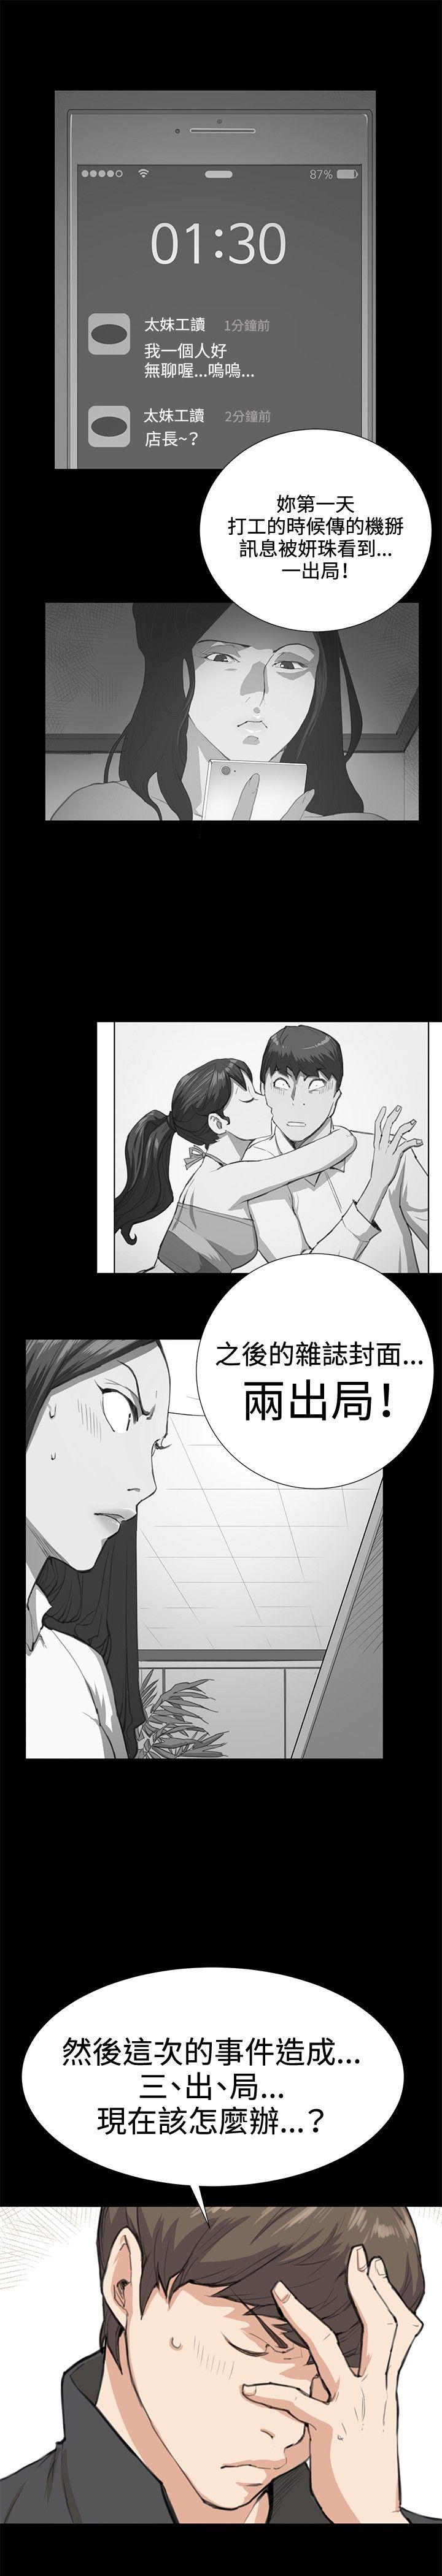 87%
01:30
太妹工讀 1分鐘前
我一個人好
無聊喔...嗚嗚...
太妹工讀 2分鐘前
店長~?
妳第一天
打工的時候傳的機掰
訊息被妍珠看到...
一出局!
之後的雜誌封面...
兩出局!
然後這次的事件造成...
三、出、局...
現在該怎麼辦...?